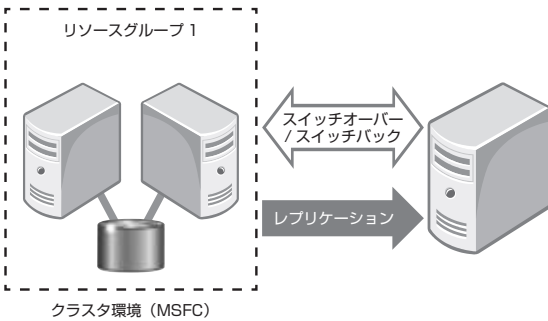 リソースグループ 1
スイッチオーバー
/ スイッチバック
レプリケーション
クラスタ環境（MSFC）